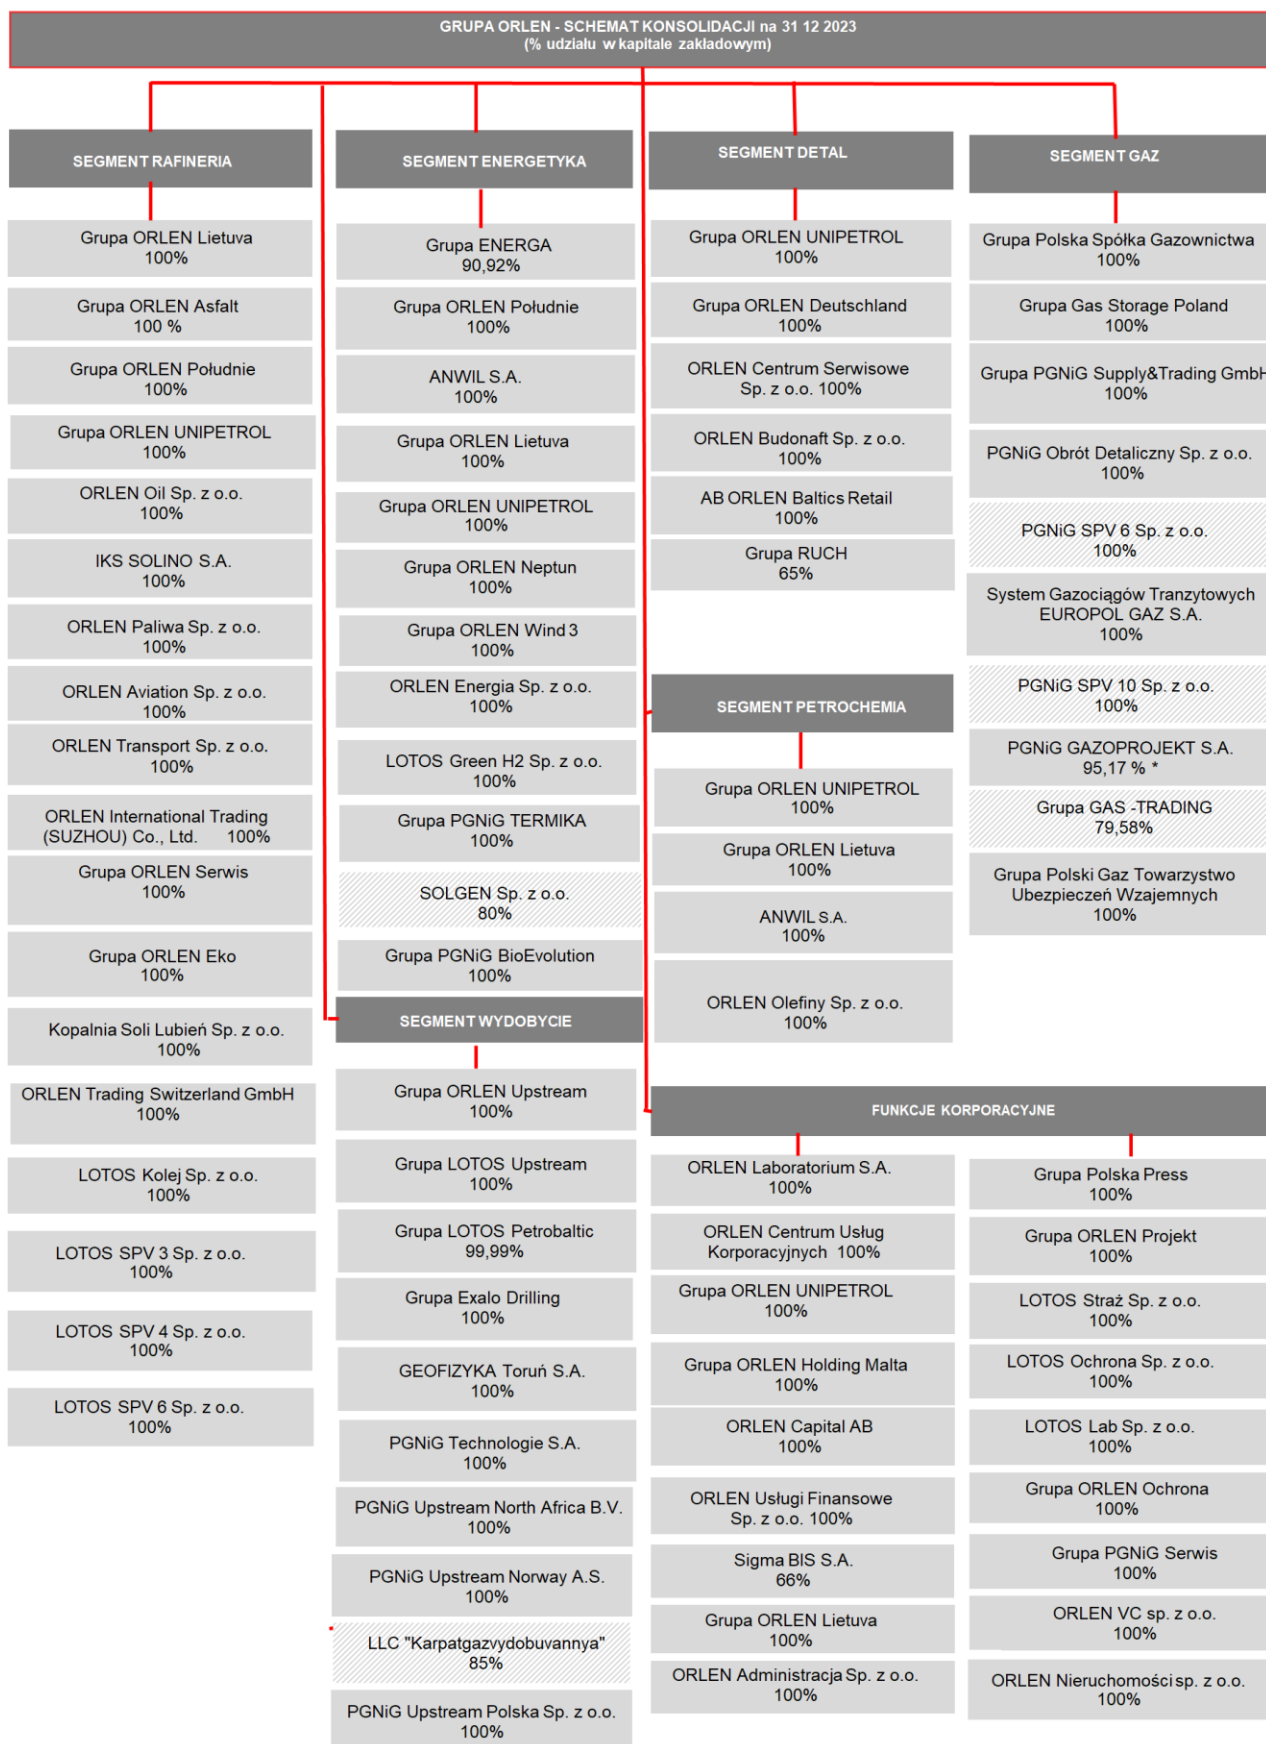 GRUPA ORLEN - SCHEMAT KONSOLIDACJI na 31 12 2023
(% udziału w kapitale zakładowym)
SEGMENT RAFINERIA
Grupa ORLEN Lietuva
100%
Grupa ORLEN Asfalt
100 %
Grupa ORLEN Południe
100%
Grupa ORLEN UNIPETROL
100%
ORLEN Oil Sp. z o.o.
100%
IKS SOLINO S.A.
100%
ORLEN Paliwa Sp. z o.o.
100%
ORLEN Aviation Sp. z o.o.
100%
ORLEN Transport Sp. z o.o.
100%
ORLEN International Trading
(SUZHOU) Co., Ltd. 100%
Grupa ORLEN Serwis
100%
Grupa ORLEN Eko
100%
Kopalnia Soli Lubień Sp. z o.o.
100%
ORLEN Trading Switzerland GmbH
100%
LOTOS Kolej Sp. z o.o.
100%
LOTOS SPV 3 Sp. z o.o.
100%
LOTOS SPV 4 Sp. z o.o.
100%
LOTOS SPV 6 Sp. z o.o.
100%
SEGMENT ENERGETYKA
Grupa ENERGA
90,92%
Grupa ORLEN Południe
100%
ANWIL S.A.
100%
Grupa ORLEN Lietuva
100%
Grupa ORLEN UNIPETROL
100%
Grupa ORLEN Neptun
100%
Grupa ORLEN Wind 3
100%
ORLEN Energia Sp. z o.o.
100%
LOTOS Green H2 Sp. z o.o.
100%
Grupa PGNiG TERMIKA
100%
SOLGEN Sp. z o.o.
80%
Grupa PGNiG BioEvolution
100%
SEGMENT WYDOBYCIE
Grupa ORLEN Upstream
100%
Grupa LOTOS Upstream
100%
Grupa LOTOS Petrobaltic
99,99%
Grupa Exalo Drilling
100%
GEOFIZYKA Toruń S.A.
100%
PGNiG Technologie S.A.
100%
PGNiG Upstream North Africa B.V.
100%
PGNiG Upstream Norway A.S.
100%
LLC "Karpatgazvydobuvannya"
85%
PGNiG Upstream Polska Sp. z o.o.
100%
SEGMENT DETAL
Grupa ORLEN UNIPETROL
100%
Grupa ORLEN Deutschland
100%
ORLEN Centrum Serwisowe
Sp. z o.o. 100%
ORLEN Budonaft Sp. z o.o.
100%
AB ORLEN Baltics Retail
100%
Grupa RUCH
65%
SEGMENT PETROCHEMIA
Grupa ORLEN UNIPETROL
100%
Grupa ORLEN Lietuva
100%
ANWIL S.A.
100%
ORLEN Olefiny Sp. z o.o.
100%
SEGMENT GAZ
Grupa Polska Spółka Gazownictwa
100%
Grupa Gas Storage Poland
100%
Grupa PGNiG Supply&Trading GmbH
100%
PGNiG Obrót Detaliczny Sp. z o.o.
100%
PGNiG SPV 6 Sp. z o.o.
100%
System Gazociągów Tranzytowych
EUROPOL GAZ S.A.
100%
PGNiG SPV 10 Sp. z o.o.
100%
PGNiG GAZOPROJEKT S.A.
95,17 % *
Grupa GAS -TRADING
79,58%
Grupa Polski Gaz Towarzystwo
Ubezpieczeń Wzajemnych
100%
FUNKCJE KORPORACYJNE
ORLEN Laboratorium S.A.
100%
ORLEN Centrum Usług
Korporacyjnych 100%
Grupa ORLEN UNIPETROL
100%
Grupa ORLEN Holding Malta
100%
ORLEN Capital AB
100%
ORLEN Usługi Finansowe
Sp. z o.o. 100%
Sigma BIS S.A.
66%
Grupa ORLEN Lietuva
100%
ORLEN Administracja Sp. z o.o.
100%
Grupa Polska Press
100%
Grupa ORLEN Projekt
100%
LOTOS Straż Sp. z o.o.
100%
LOTOS Ochrona Sp. z o.o.
100%
LOTOS Lab Sp. z o.o.
100%
Grupa ORLEN Ochrona
100%
Grupa PGNiG Serwis
100%
ORLEN VC sp. z o.o.
100%
ORLEN Nieruchomości sp. z o.o.
100%